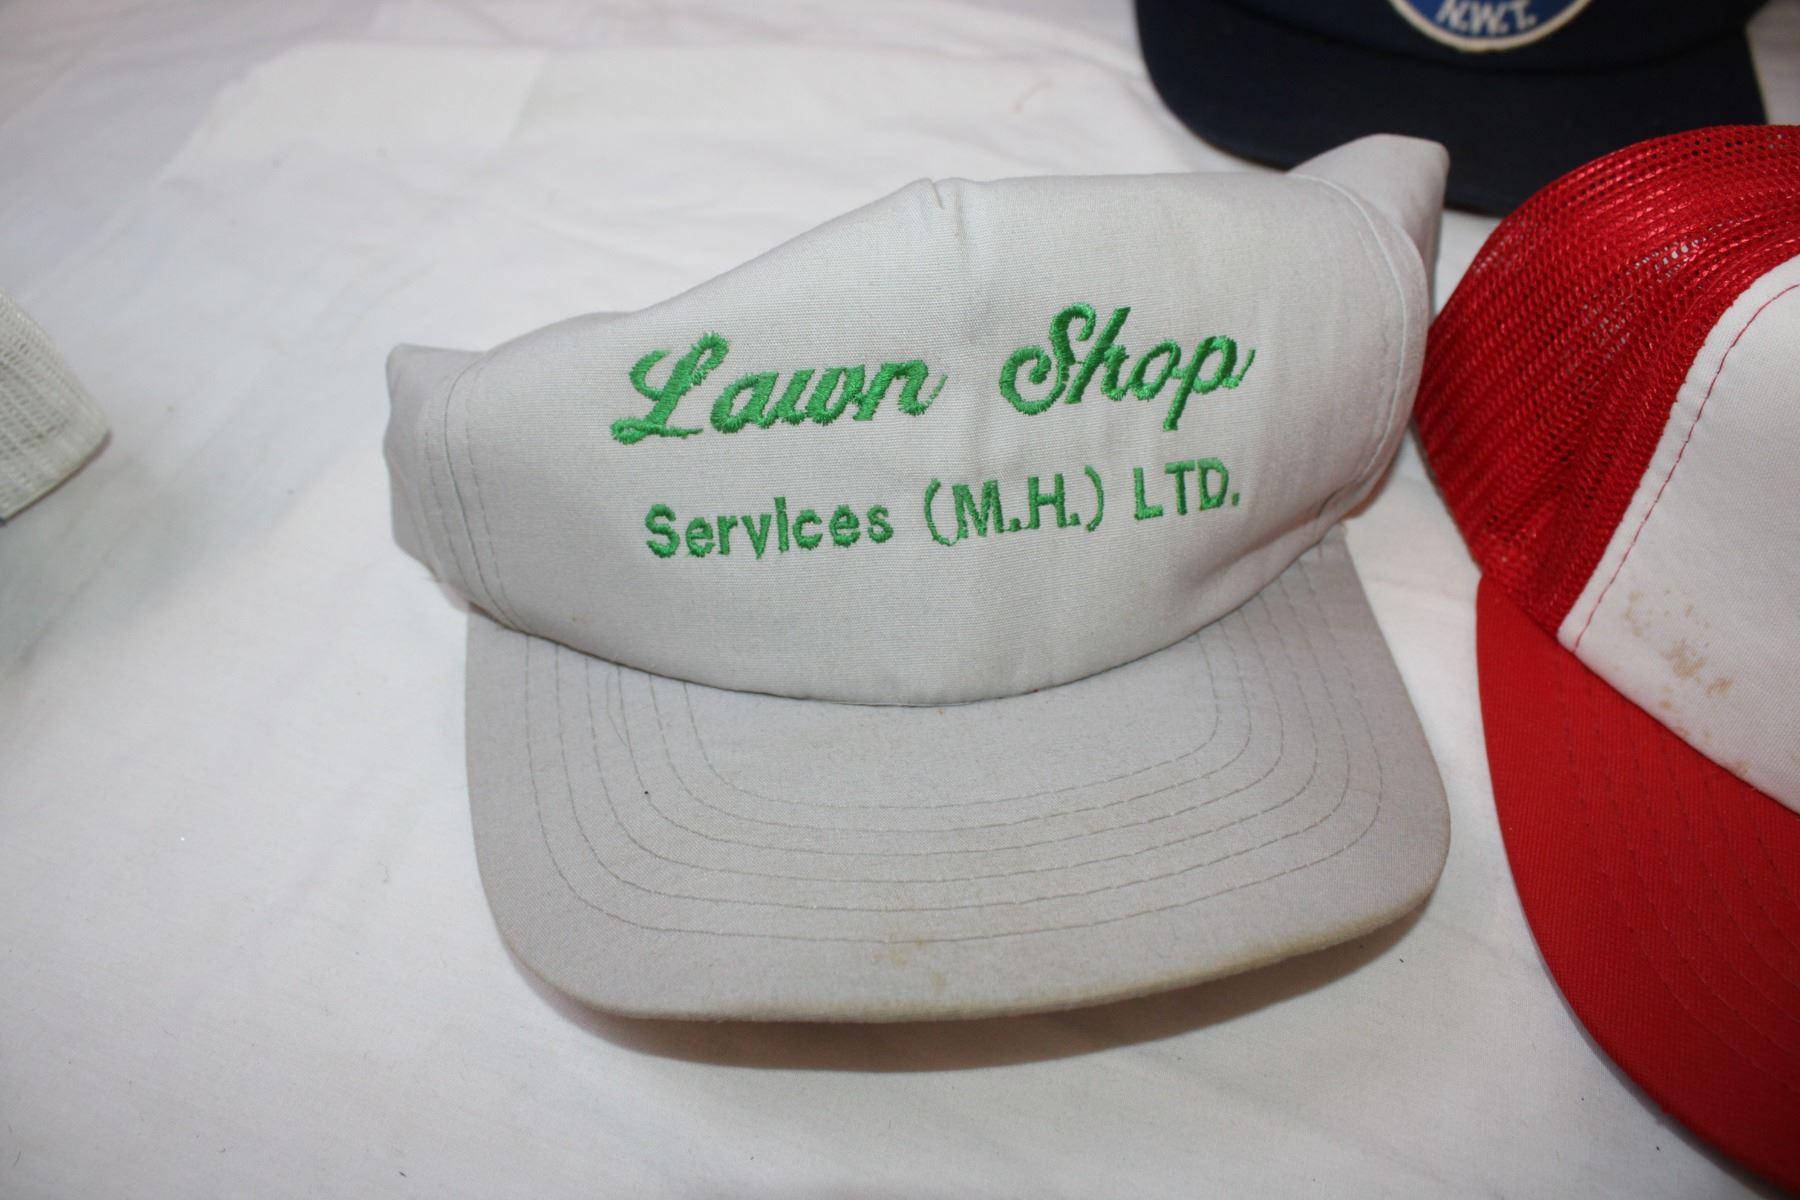 N.W.T.
Lawn Shop
Services (M.H.) LTD.